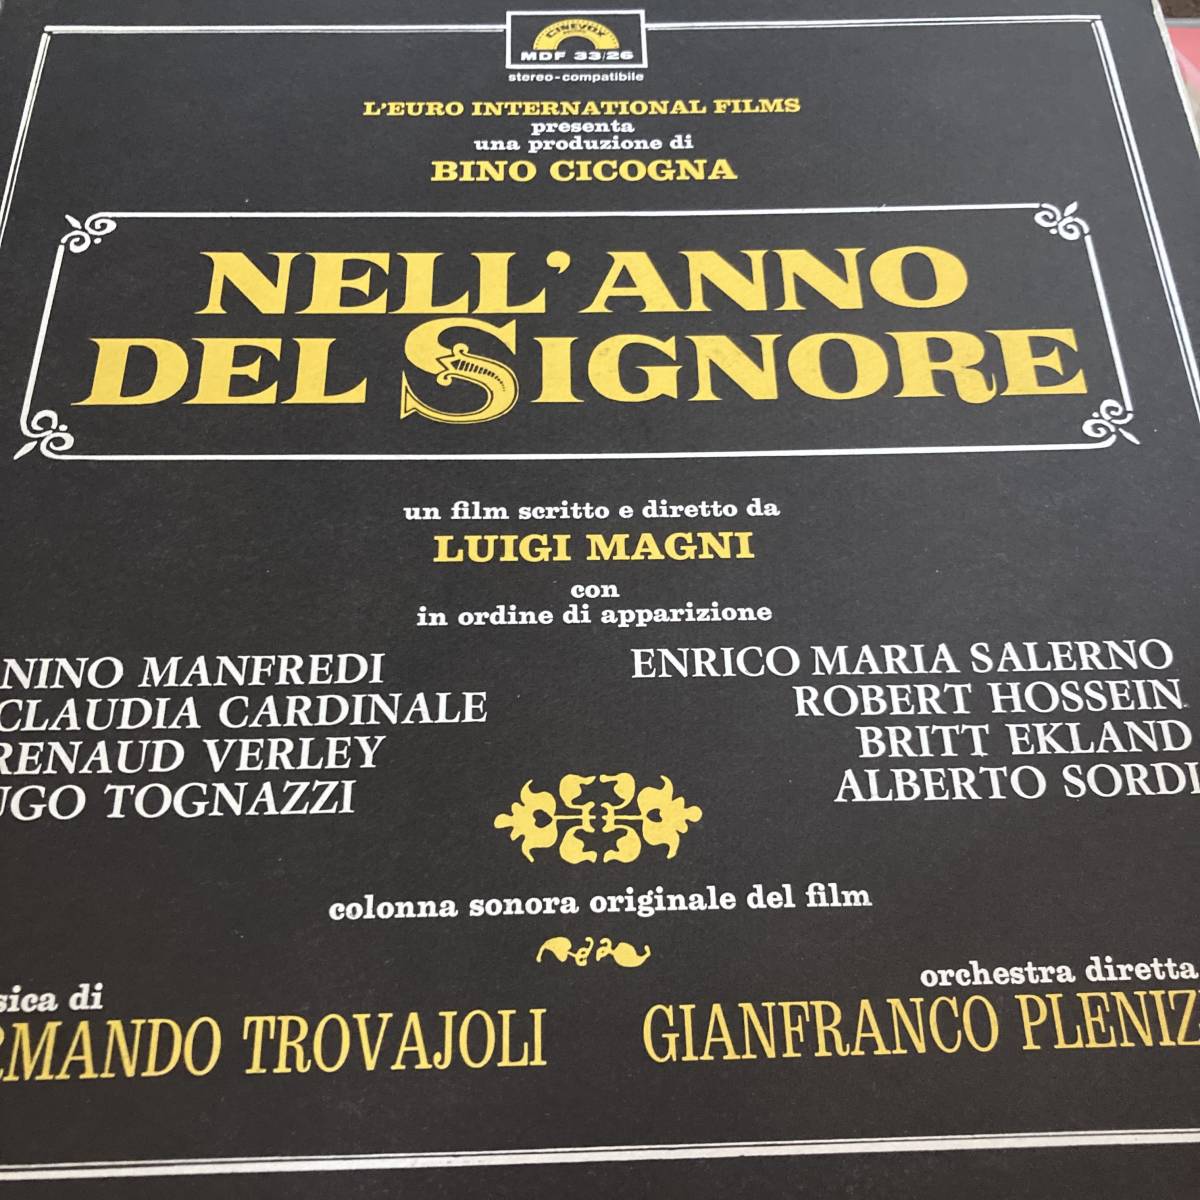 CINEVOX
MDF 33/26
stereo-compatibile
L'EURO INTERNATIONAL FILMS
presenta
una produzione di
BINO CICOGNA
NELL'ANNO
DEL SIGNORE
un film scritto e diretto da
LUIGI MAGNI
con
in ordine di apparizione
NINO MANFREDI
CLAUDIA CARDINALE
RENAUD VERLEY
UGO TOGNAZZI
ENRICO MARIA SALERNO
ROBERT HOSSEIN
BRITT EKLAND
ALBERTO SORDI
colonna sonora originale del film
sica di
RMANDO TROVAJOLI
orchestra diretta
GIANFRANCO PLENIZ